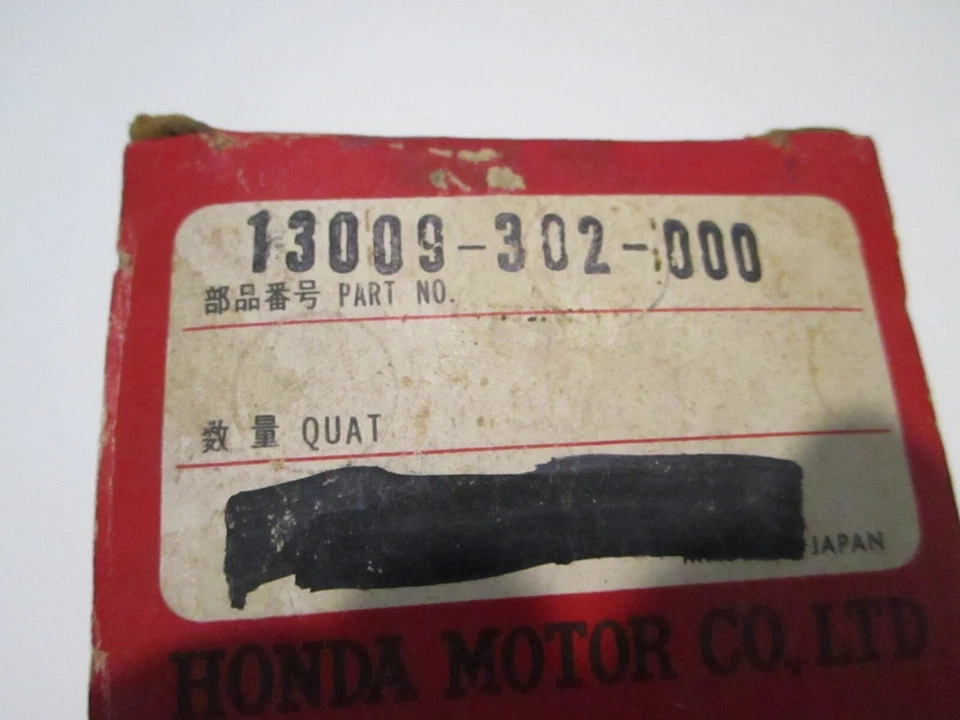 13009-302-000
部品番号 PART NO.
数量 QUAT
JAPAN
HONDA MOTOR CO., LTD.